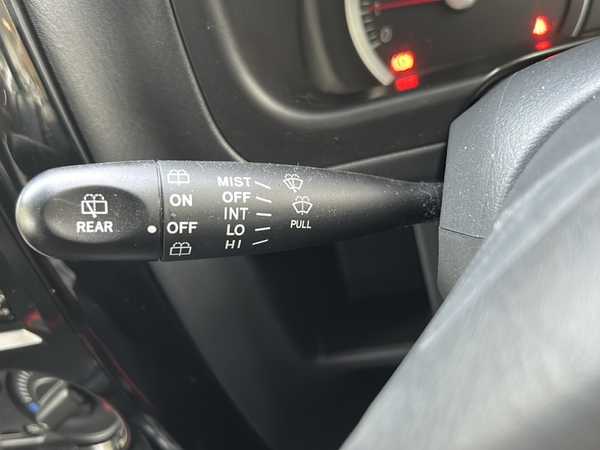 REAR
ON
OFF
MIST
OFF
INT
LO
HI
PULL